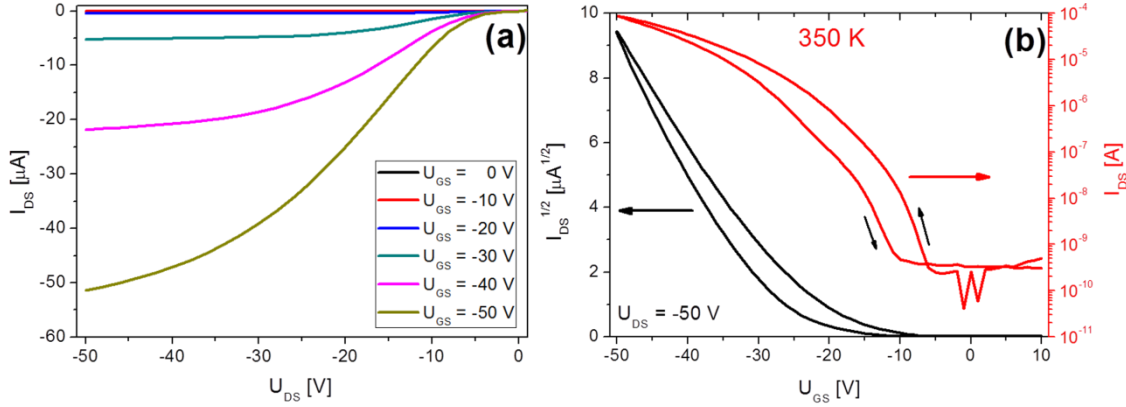 (a)
0
-10
-20
-30
-40
-50
-60
I_DS [μA]
-50 -40 -30 -20 -10 0
U_DS [V]
U_GS = 0 V
U_GS = -10 V
U_GS = -20 V
U_GS = -30 V
U_GS = -40 V
U_GS = -50 V
(b)
350 K
10
8
6
4
2
0
I_DS^1/2 [μA^1/2]
U_DS = -50 V
-50 -40 -30 -20 -10 0 10
U_GS [V]
10^-4
10^-5
10^-6
10^-7
10^-8
10^-9
10^-10
10^-11
I_DS [A]